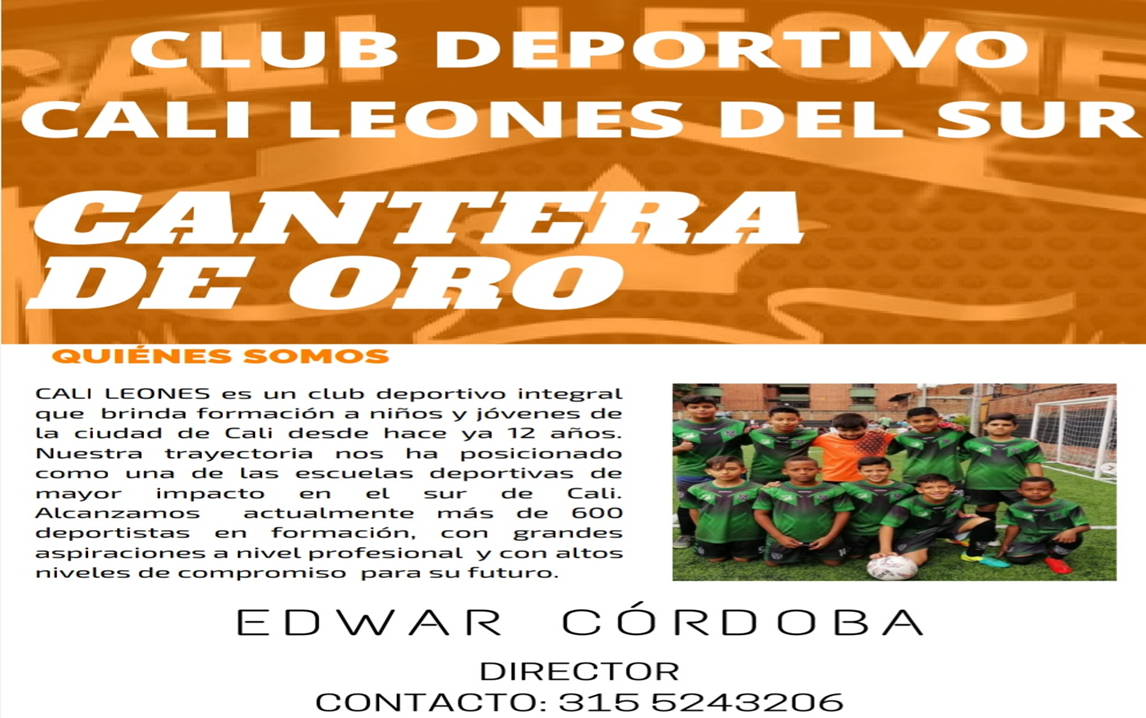 CALI LEONE
CLUB DEPORTIVO
CALI LEONES DEL SUR
CANTERA
DE ORO
QUIÉNES SOMOS
CALI LEONES es un club deportivo integral
que brinda formación a niños y jóvenes de
la ciudad de Cali desde hace ya 12 años.
Nuestra trayectoria nos ha posicionado
como una de las escuelas deportivas de
mayor impacto en el sur de Cali.
Alcanzamos actualmente más de 600
deportistas en formación, con grandes
aspiraciones a nivel profesional y con altos
niveles de compromiso para su futuro.
EDWAR CÓRDOBA
DIRECTOR
CONTACTO: 315 5243206